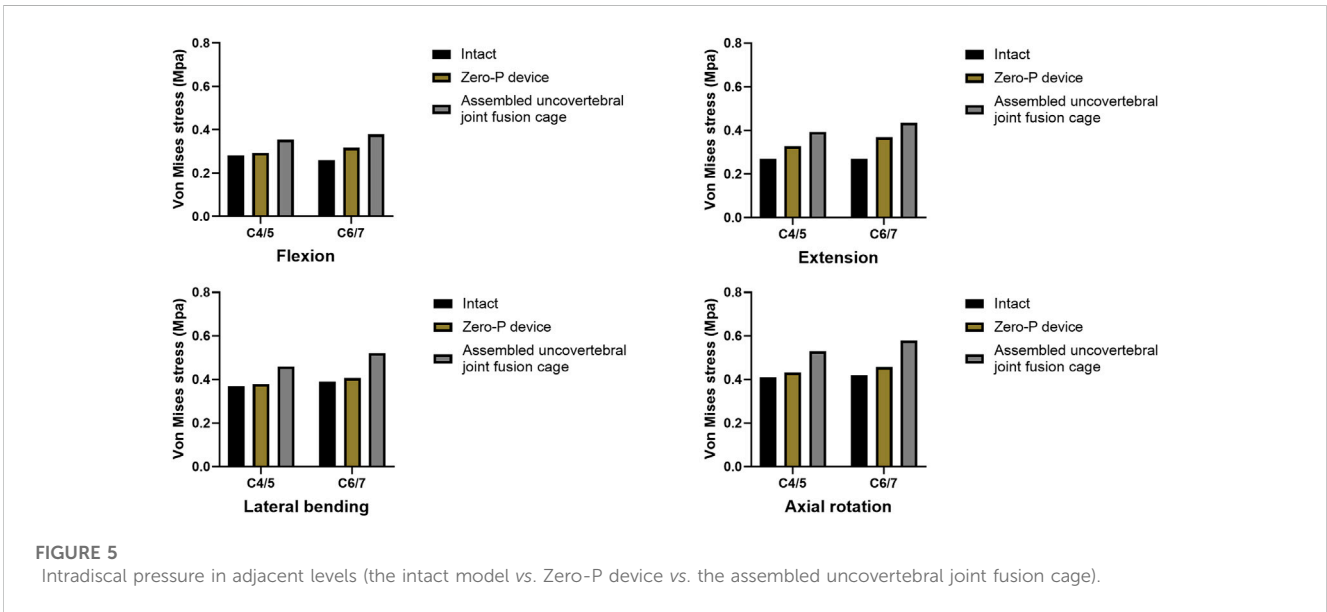 0.8
0.6
0.4
0.2
0.0
Von Mises stress (Mpa)
C4/5
C6/7
Flexion
Intact
Zero-P device
Assembled uncovertebral
joint fusion cage
0.8
0.6
0.4
0.2
0.0
Von Mises stress (Mpa)
C4/5
C6/7
Extension
Intact
Zero-P device
Assembled uncovertebral
joint fusion cage
0.8
0.6
0.4
0.2
0.0
Von Mises stress (Mpa)
C4/5
C6/7
Lateral bending
Intact
Zero-P device
Assembled uncovertebral
joint fusion cage
0.8
0.6
0.4
0.2
0.0
Von Mises stress (Mpa)
C4/5
C6/7
Axial rotation
Intact
Zero-P device
Assembled uncovertebral
joint fusion cage
FIGURE 5
Intradiscal pressure in adjacent levels (the intact model vs. Zero-P device vs. the assembled uncovertebral joint fusion cage).